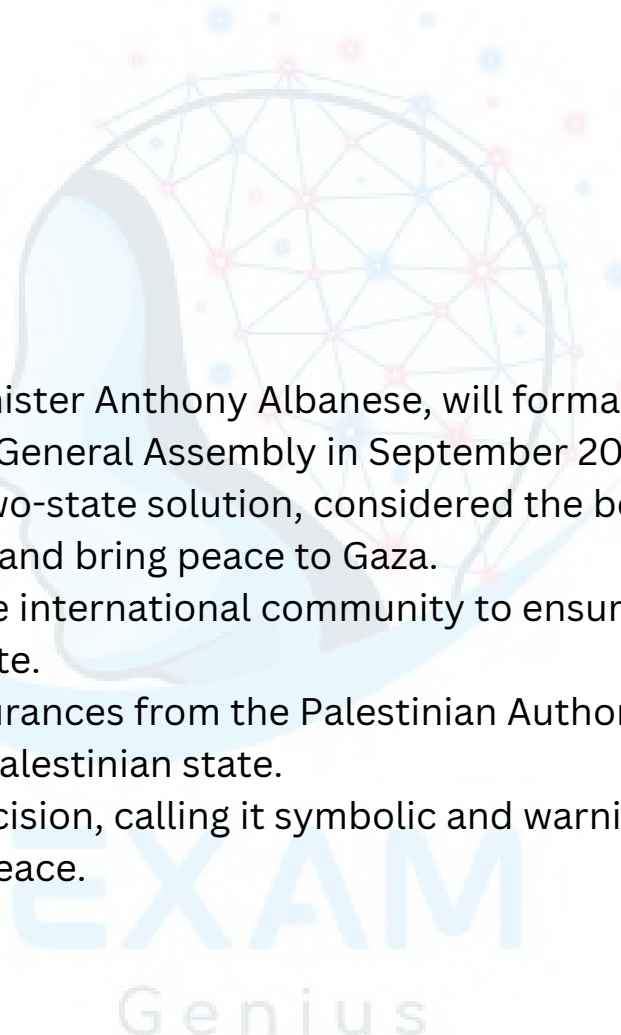 nister Anthony Albanese, will forma
General Assembly in September 20
wo-state solution, considered the be
and bring peace to Gaza.
e international community to ensur
te.
urances from the Palestinian Author
alestinian state.
cision, calling it symbolic and warni
eace.
EXAM
Genius